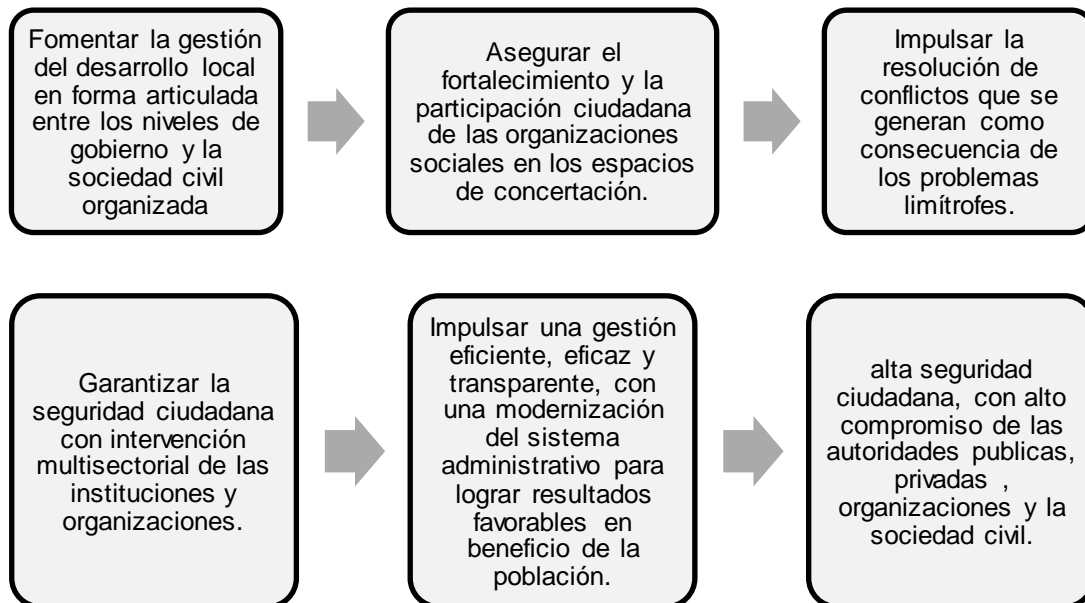 Fomentar la gestión
del desarrollo local
en forma articulada
entre los niveles de
gobierno y la
sociedad civil
organizada
Asegurar el
fortalecimiento y la
participación ciudadana
de las organizaciones
sociales en los espacios
de concertación.
Impulsar la
resolución de
conflictos que se
generan como
consecuencia de
los problemas
limítrofes.
Garantizar la
seguridad ciudadana
con intervención
multisectorial de las
instituciones y
organizaciones.
Impulsar una gestión
eficiente, eficaz y
transparente, con
una modernización
del sistema
administrativo para
lograr resultados
favorables en
beneficio de la
población.
alta seguridad
ciudadana, con alto
compromiso de las
autoridades publicas,
privadas ,
organizaciones y la
sociedad civil.